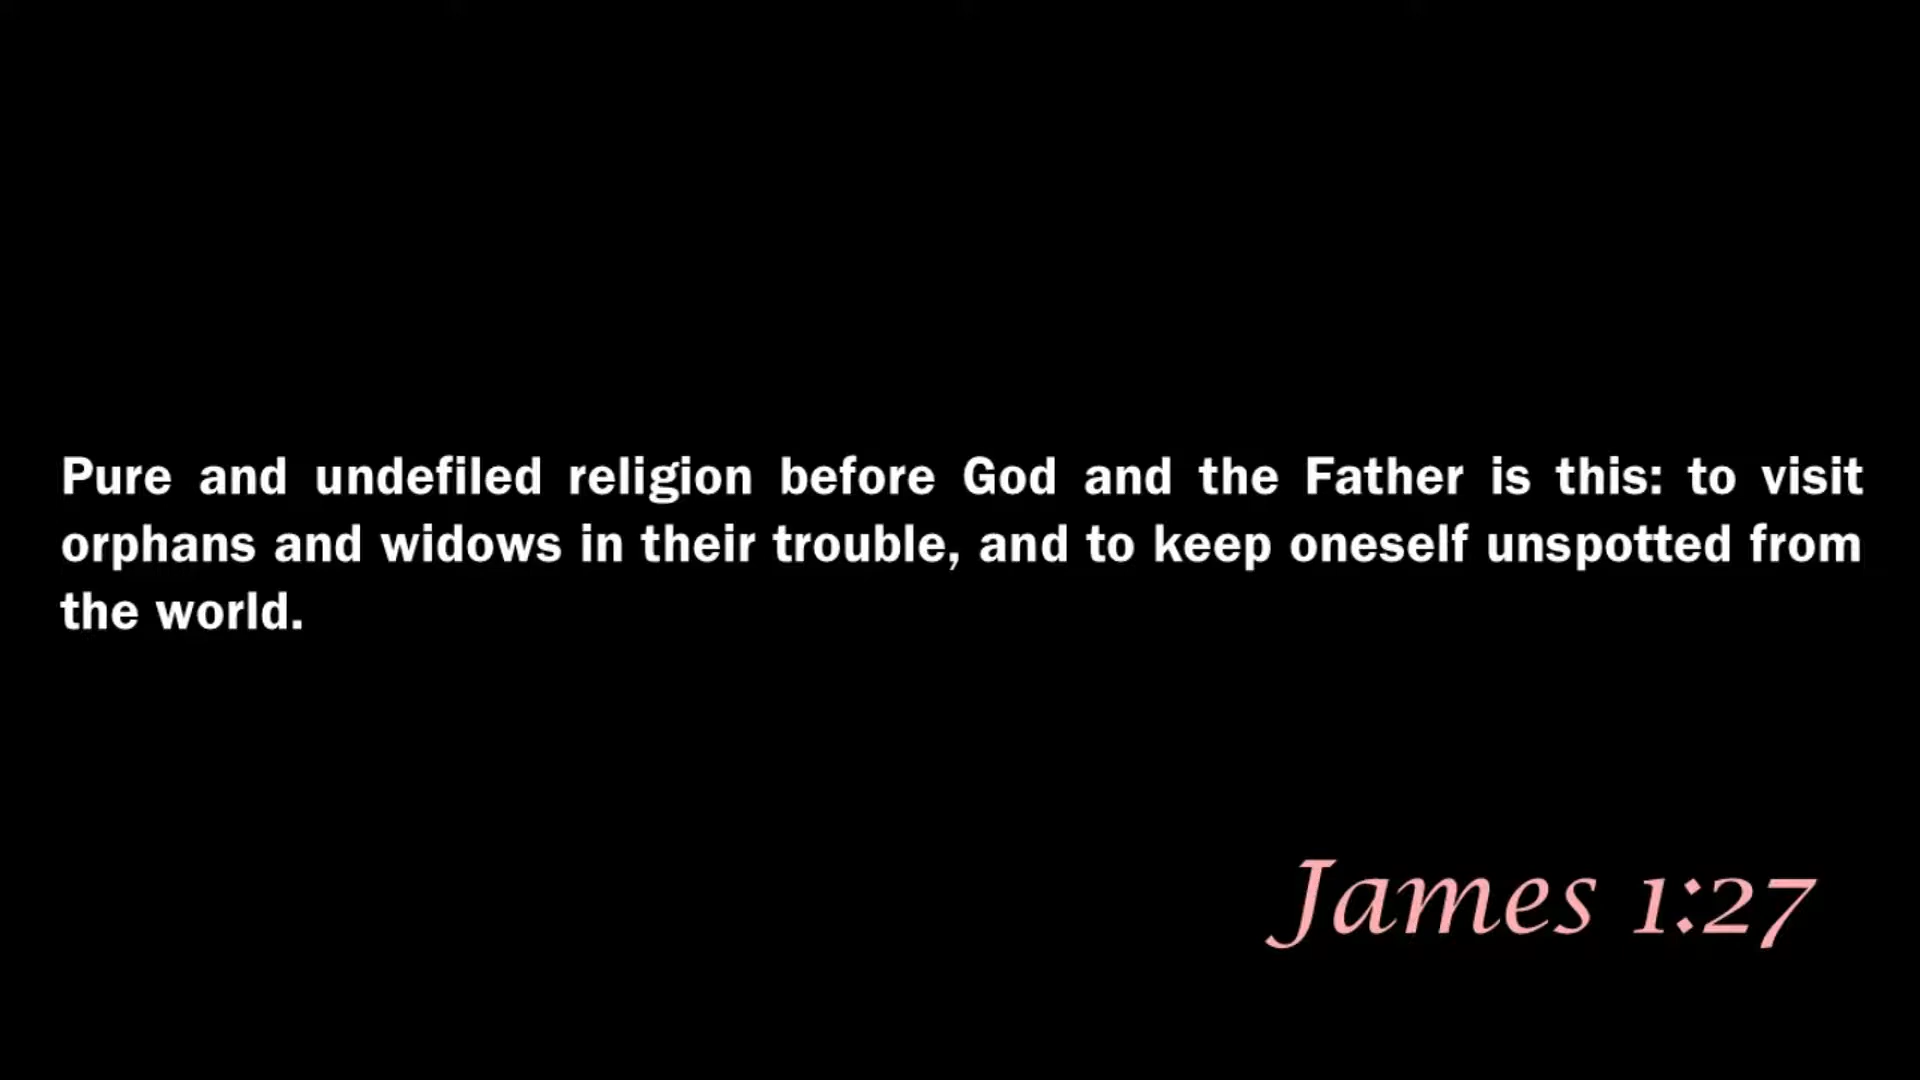 Pure and undefiled religion before God and the Father is this: to visit
orphans and widows in their trouble, and to keep oneself unspotted from
the world.
James 1:27